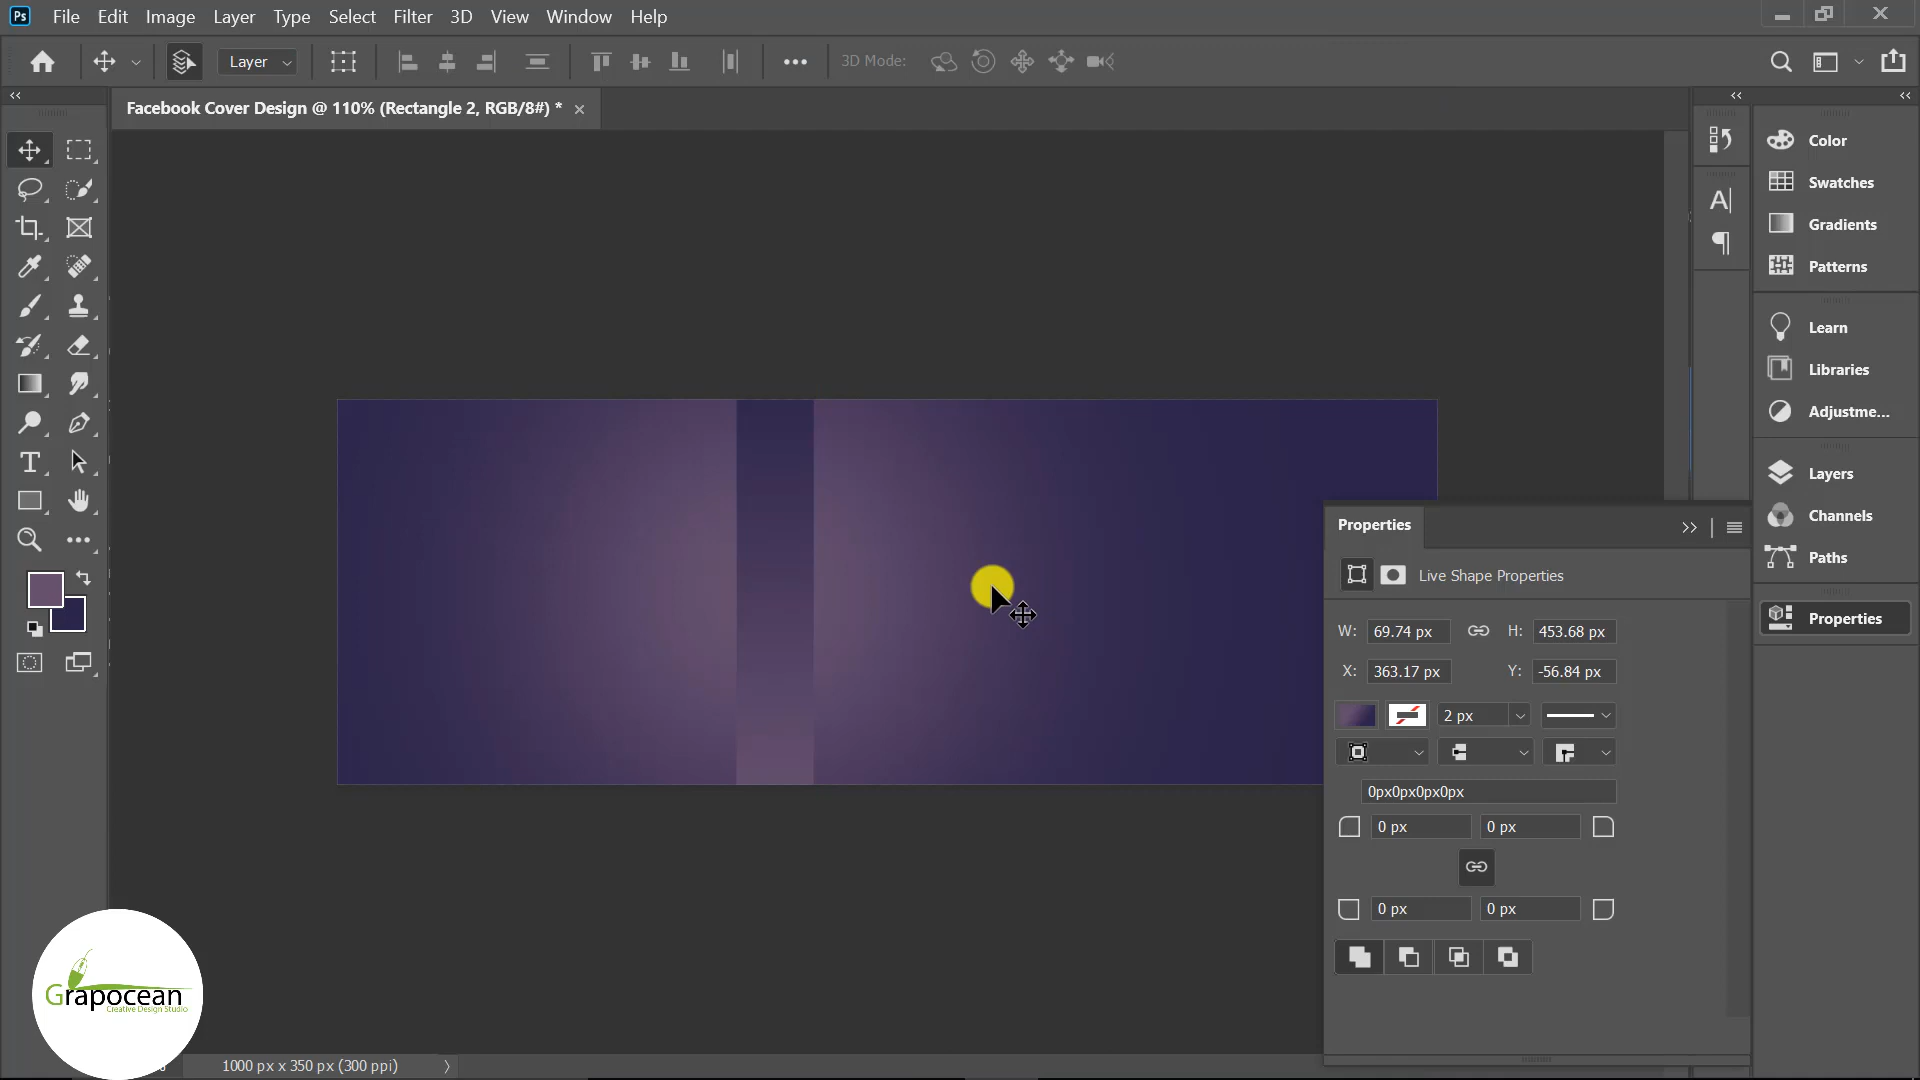 Ps File Edit Image Layer Type Select Filter 3D View Window Help
Layer 3D Mode:
Facebook Cover Design @ 110% (Rectangle 2, RGB/8#) *
Color
Swatches
Gradients
Patterns
Learn
Libraries
Adjustme...
Layers
Channels
Paths
Properties
Properties
Live Shape Properties
W: 69.74 px H: 453.68 px
X: 363.17 px Y: -56.84 px
2 px
0px0px0px0px
0 px 0 px
0 px 0 px
Grapocean
Creative Design Studio
1000 px x 350 px (300 ppi)